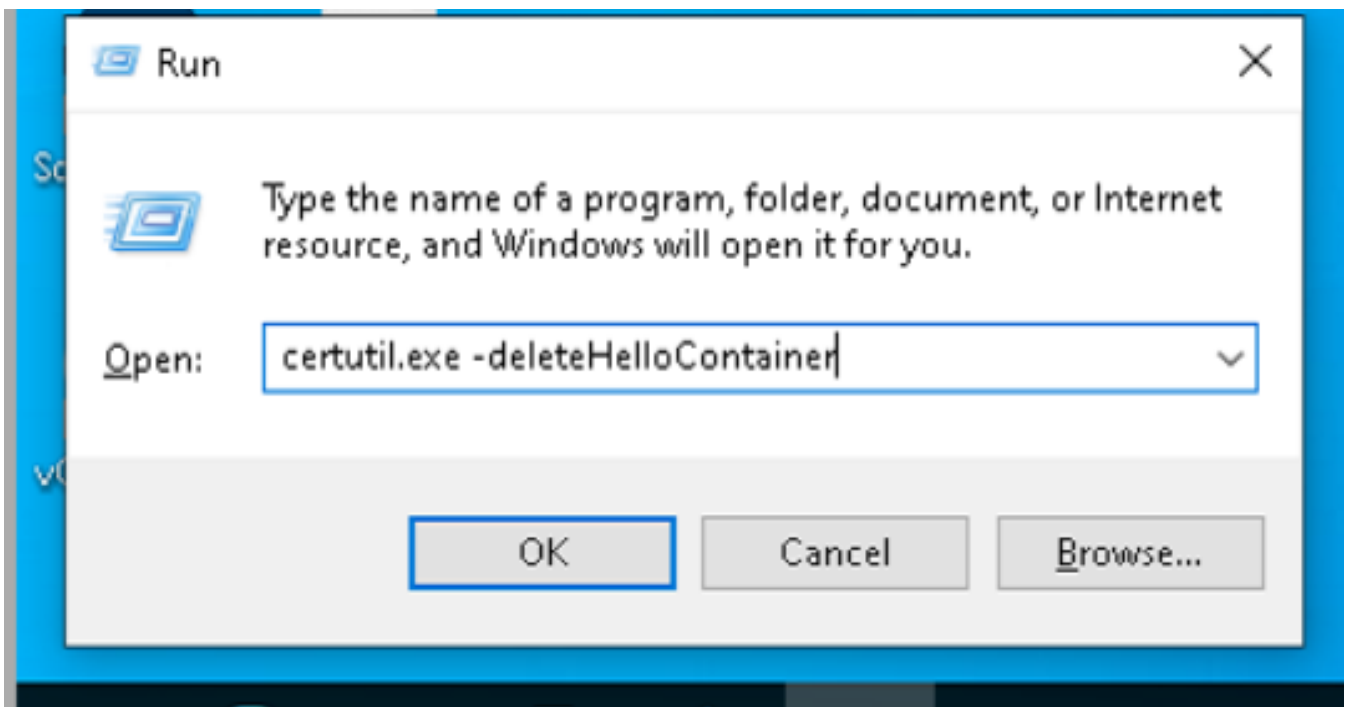 Run
Type the name of a program, folder, document, or Internet
resource, and Windows will open it for you.
Open: certutil.exe -deleteHelloContainer
OK Cancel Browse...